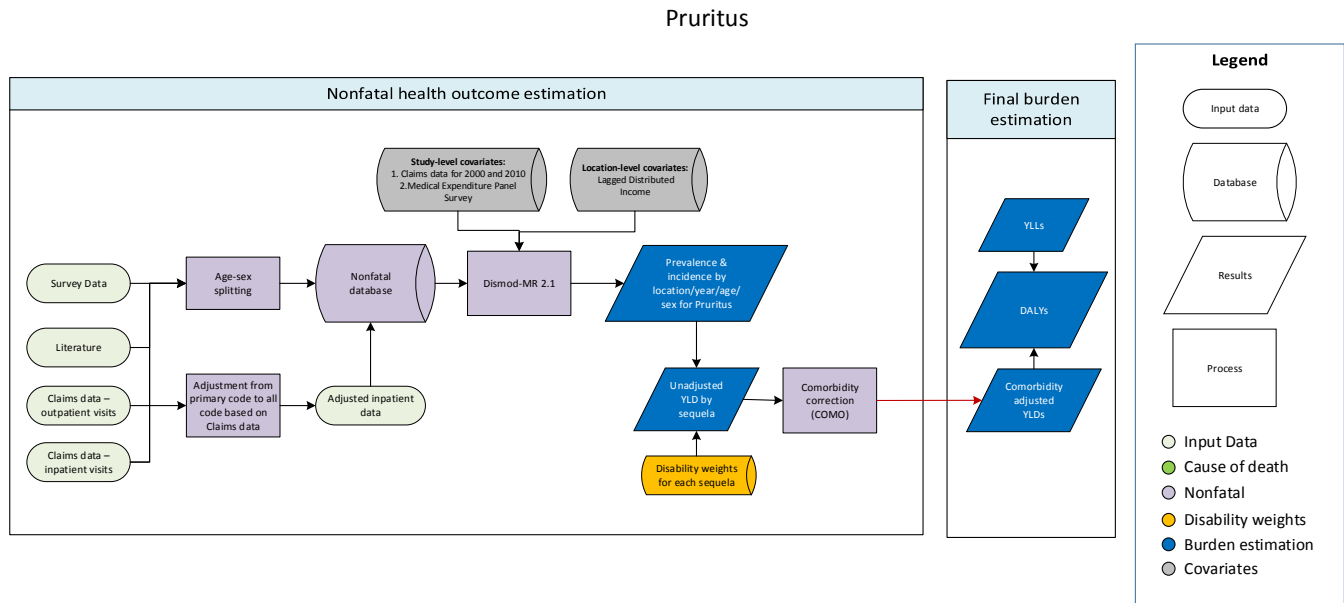 Pruritus
Nonfatal health outcome estimation
Study-level covariates:
1. Claims data for 2000 and 2010
2.Medical Expenditure Panel
Survey
Location-level covariates:
Lagged Distributed
Income
Survey Data
Age-sex
splitting
Nonfatal
database
Dismod-MR 2.1
Prevalence &
incidence by
location/year/age/
sex for Pruritus
Literature
Claims data –
outpatient visits
Adjustment from
primary code to all
code based on
Claims data
Adjusted inpatient
data
Unadjusted
YLD by
sequela
Comorbidity
correction
(COMO)
Claims data –
inpatient visits
Disability weights
for each sequela
Final burden
estimation
YLLs
DALYs
Comorbidity
adjusted
YLDs
Legend
Input data
Database
Results
Process
Input Data
Cause of death
Nonfatal
Disability weights
Burden estimation
Covariates